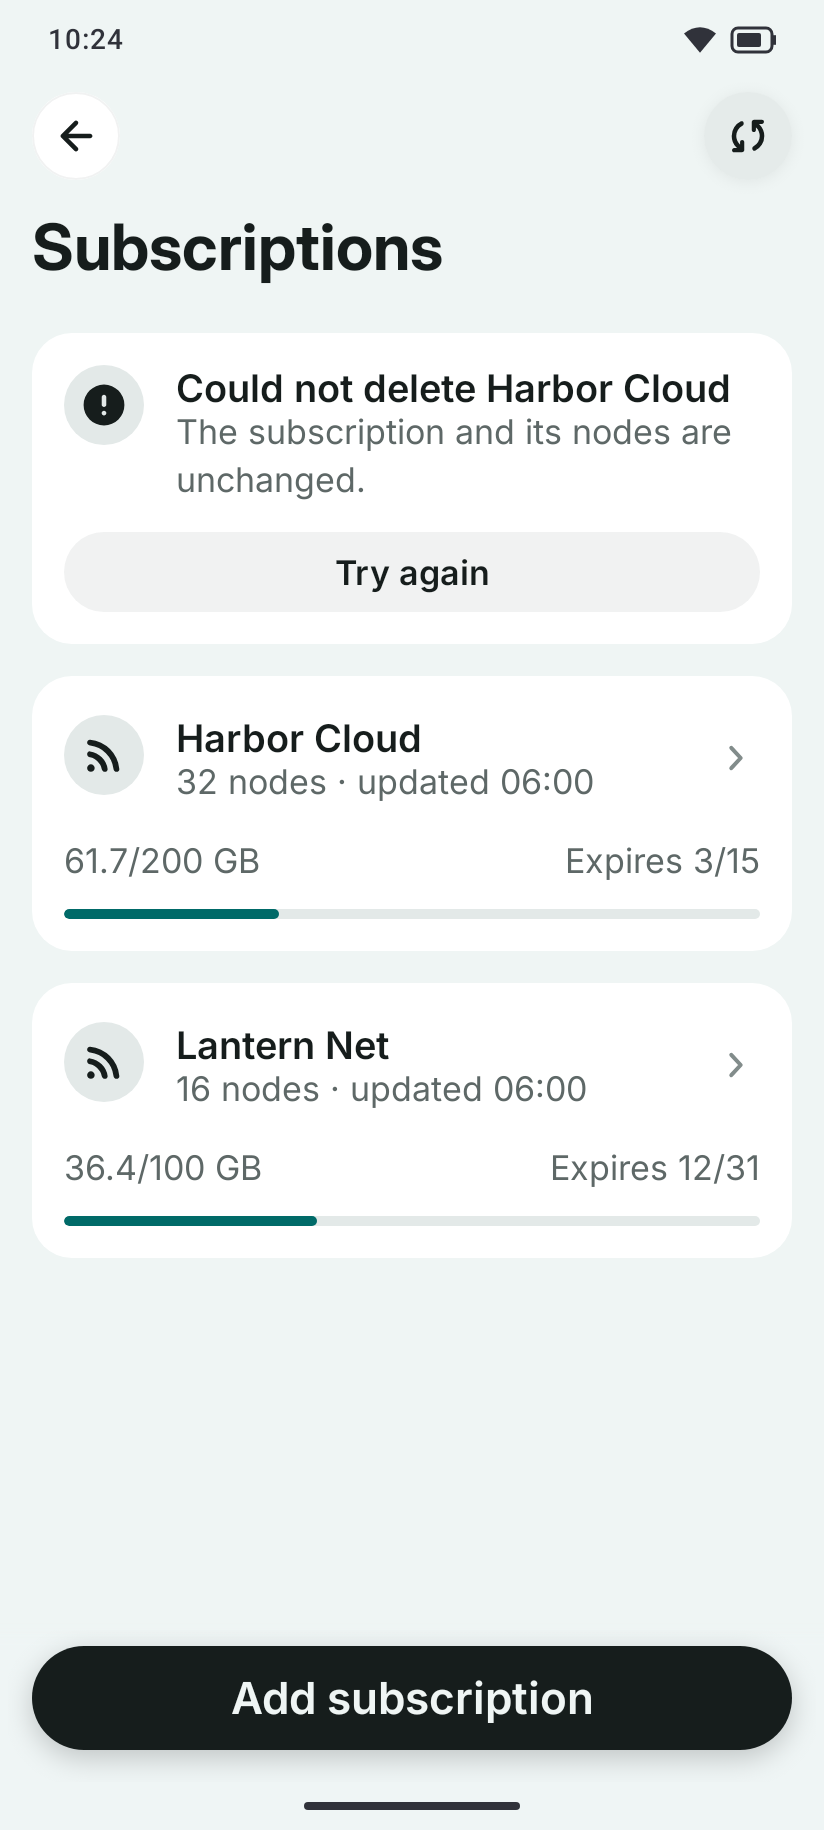 10:24
Subscriptions
Could not delete Harbor Cloud
The subscription and its nodes are
unchanged.
Try again
Harbor Cloud
32 nodes · updated 06:00
61.7/200 GB
Expires 3/15
Lantern Net
16 nodes · updated 06:00
36.4/100 GB
Expires 12/31
Add subscription